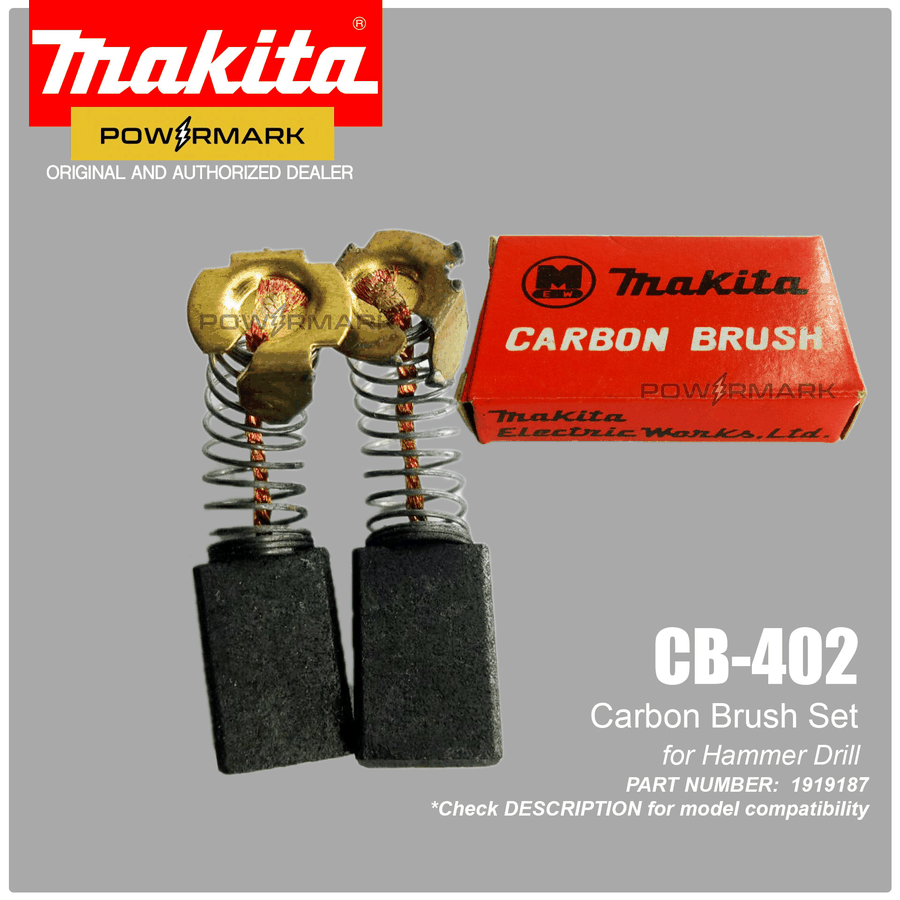 makita®
POWERMARK
ORIGINAL AND AUTHORIZED DEALER
POWERMARK
M
E W
makita
CARBON BRUSH
POWERMARK
makita
Electric Works, Ltd.
CB-402
Carbon Brush Set
for Hammer Drill
PART NUMBER: 1919187
*Check DESCRIPTION for model compatibility